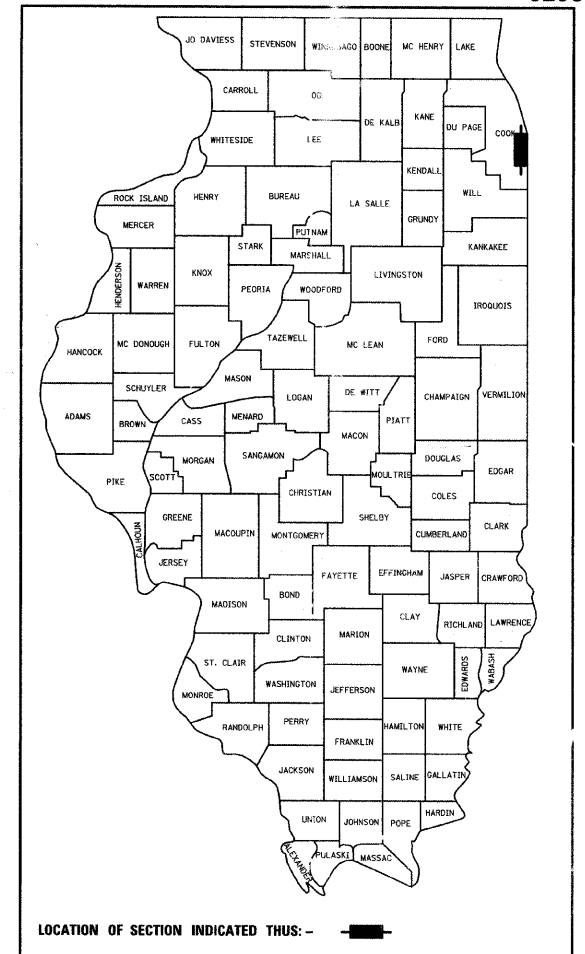 JO DAVIESS STEVENSON BOONE MC HENRY LAKE
CARROLL DE KALB KANE DU PAGE COOK
WHITESIDE LEE
KENDALL
ROCK ISLAND HENRY BUREAU LA SALLE WILL
GRUNDY
MERCER PUTNAM
STARK MARSHALL KANKAKEE
HENDERSON WARREN KNOX PEORIA WOODFORD LIVINGSTON IROQUOIS
HANCOCK MC DONOUGH FULTON TAZEWELL MC LEAN FORD
MASON
SCHUYLER LOGAN DE WITT CHAMPAIGN VERMILION
ADAMS BROWN CASS MENARD PIATT
MACON
MORGAN SANGAMON DOUGLAS
PIKE SCOTT MOULTRIE EDGAR
CHRISTIAN COLES
GREENE SHELBY
CALHOUN MACOUPIN MONTGOMERY CUMBERLAND CLARK
JERSEY FAYETTE EFFINGHAM JASPER CRAWFORD
MADISON BOND
CLAY RICHLAND LAWRENCE
CLINTON MARION
ST. CLAIR WAYNE EDWARDS WABASH
WASHINGTON JEFFERSON
MONROE
RANDOLPH PERRY HAMILTON WHITE
FRANKLIN
JACKSON WILLIAMSON SALINE GALLATIN
HARDIN
UNION JOHNSON POPE
ALEXANDER PULASKI MASSAC
LOCATION OF SECTION INDICATED THUS: -